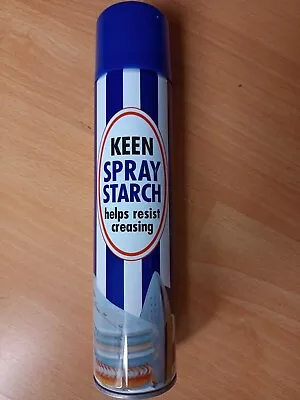 KEEN
SPRAY
STARCH
helps resist
creasing